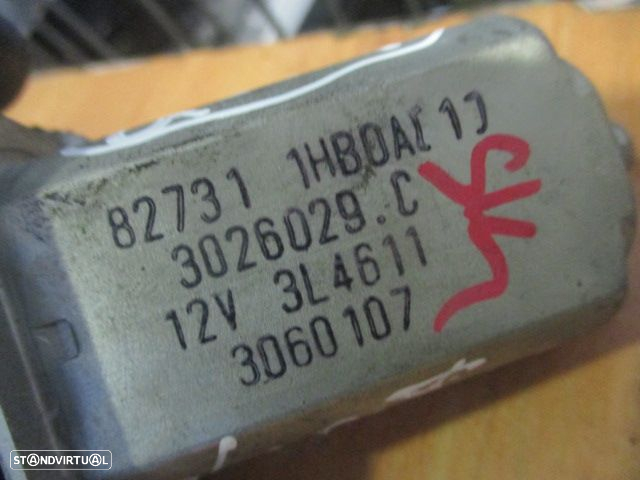 82731 1HB0A[1]
3026029.C
12V 3L4611
3060107
STANDVIRTUAL